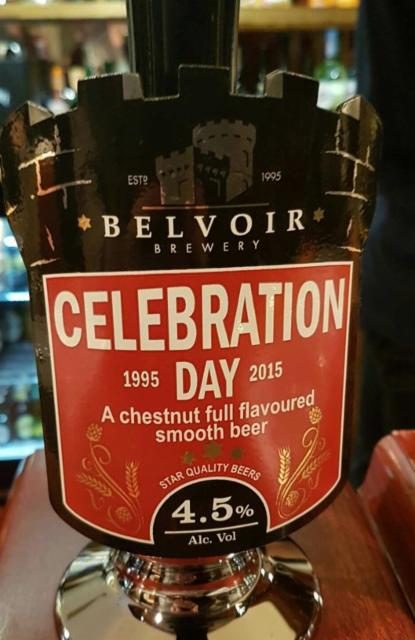 ESTD 1995
BELVOIR
BREWERY
CELEBRATION
1995 DAY 2015
A chestnut full flavoured
smooth beer
STAR QUALITY BEERS
4.5%
Alc. Vol